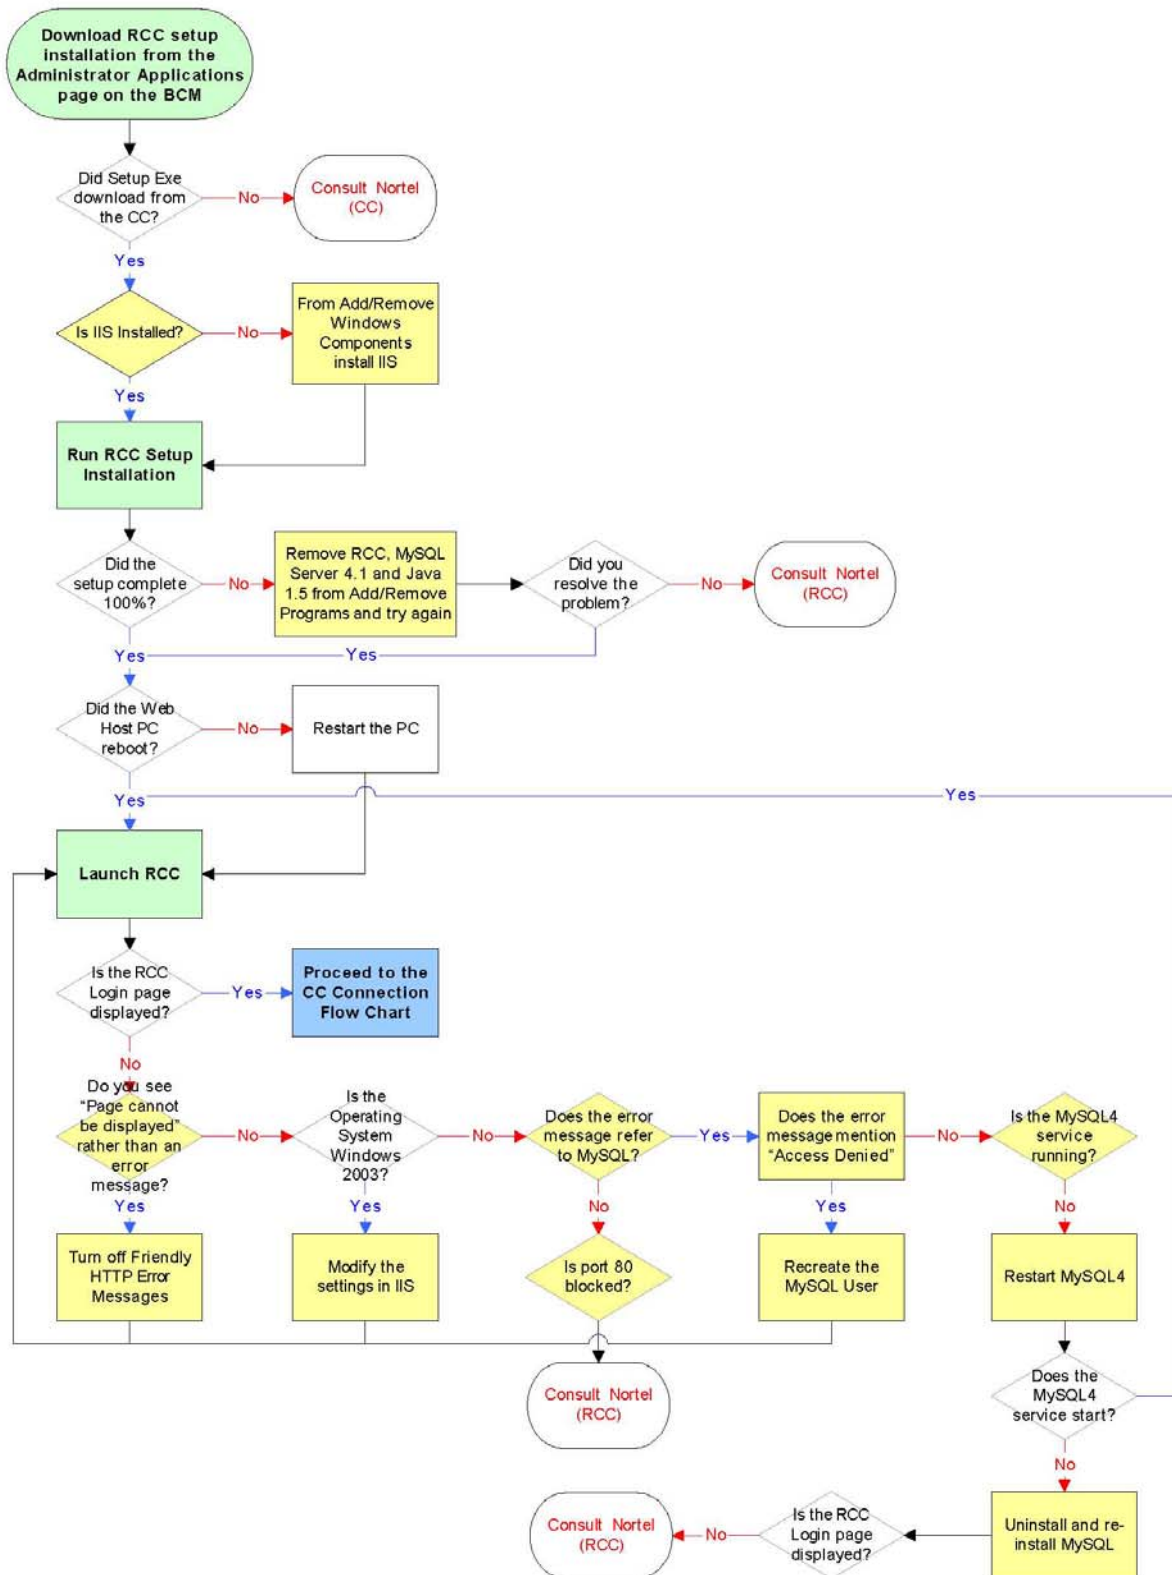 Download RCC setup
installation from the
Administrator Applications
page on the BCM
Did Setup Exe
download from
the CC?
No
Consult Nortel
(CC)
Yes
Is IIS Installed?
No
From Add/Remove
Windows
Components
install IIS
Yes
Run RCC Setup
Installation
Did the
setup complete
100%?
No
Remove RCC, MySQL
Server 4.1 and Java
1.5 from Add/Remove
Programs and try again
Did you
resolve the
problem?
No
Consult Nortel
(RCC)
Yes
Yes
Did the Web
Host PC
reboot?
No
Restart the PC
Yes
Yes
Launch RCC
Is the RCC
Login page
displayed?
Yes
Proceed to the
CC Connection
Flow Chart
No
Do you see
"Page cannot
be displayed"
rather than an
error
message?
No
Is the
Operating
System
Windows
2003?
No
Does the error
message refer
to MySQL?
Yes
Does the error
message mention
"Access Denied"
No
Is the MySQL4
service
running?
Yes
Yes
No
Yes
No
Turn off Friendly
HTTP Error
Messages
Modify the
settings in IIS
Is port 80
blocked?
Recreate the
MySQL User
Restart MySQL4
Consult Nortel
(RCC)
Does the
MySQL4
service start?
No
Consult Nortel
(RCC)
No
Is the RCC
Login page
displayed?
Uninstall and re-
install MySQL